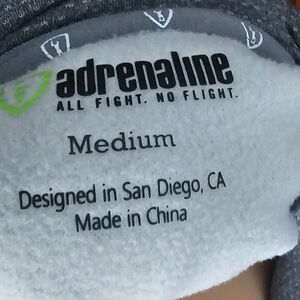 adrenaline
ALL FIGHT. NO FLIGHT.
Medium
Designed in San Diego, CA
Made in China